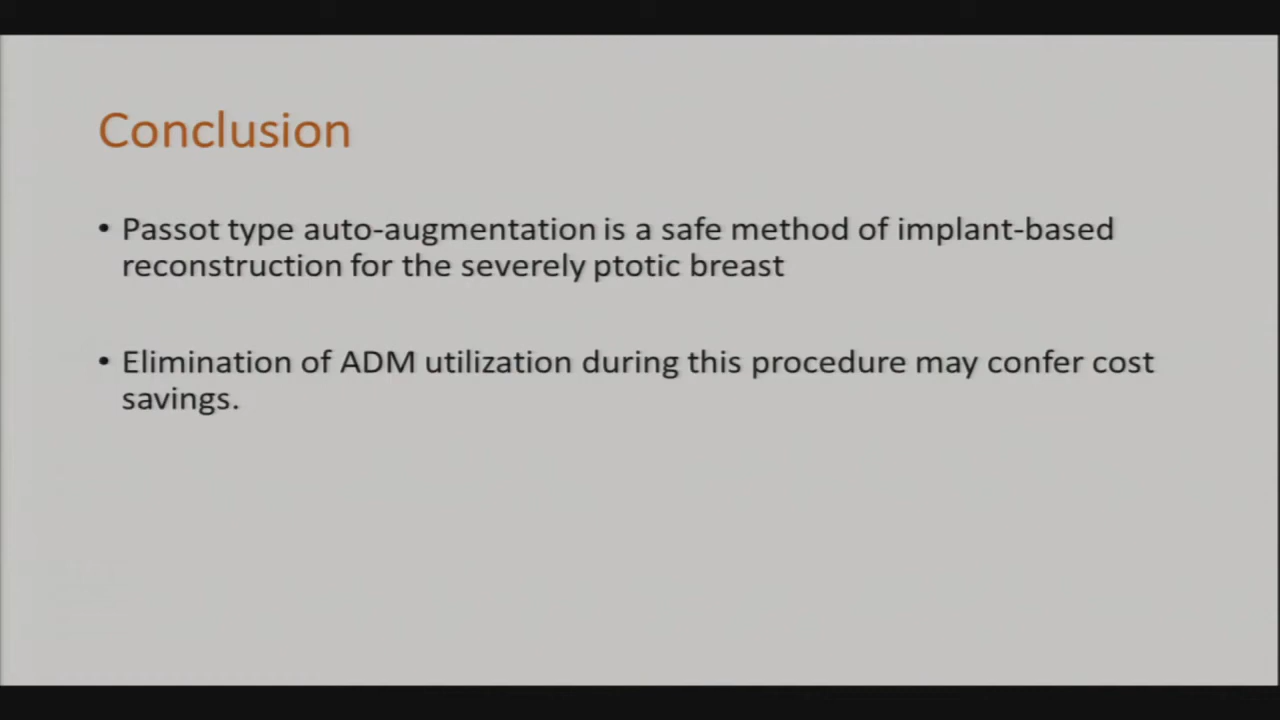 Conclusion
• Passot type auto-augmentation is a safe method of implant-based
reconstruction for the severely ptotic breast
• Elimination of ADM utilization during this procedure may confer cost
savings.